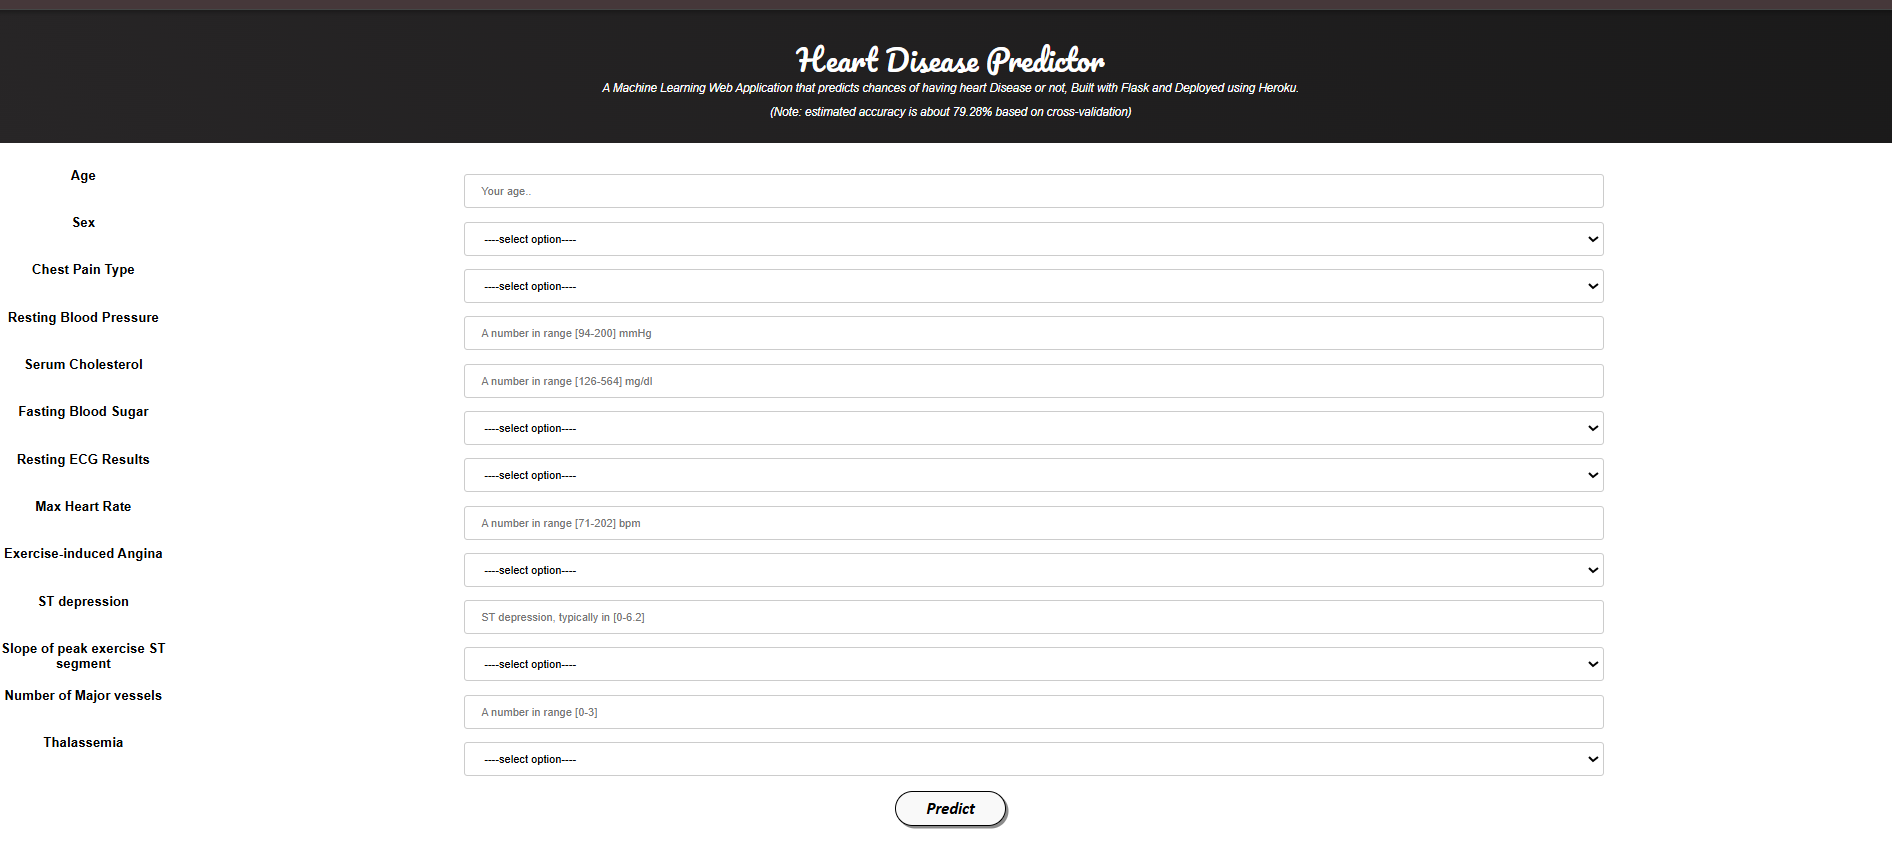 Heart Disease Predictor
A Machine Learning Web Application that predicts chances of having heart Disease or not, Built with Flask and Deployed using Heroku.
(Note: estimated accuracy is about 79.28% based on cross-validation)
Age
Your age..
Sex
----select option----
Chest Pain Type
----select option----
Resting Blood Pressure
A number in range [94-200] mmHg
Serum Cholesterol
A number in range [126-564] mg/dl
Fasting Blood Sugar
----select option----
Resting ECG Results
----select option----
Max Heart Rate
A number in range [71-202] bpm
Exercise-induced Angina
----select option----
ST depression
ST depression, typically in [0-6.2]
Slope of peak exercise ST
segment
----select option----
Number of Major vessels
A number in range [0-3]
Thalassemia
----select option----
Predict